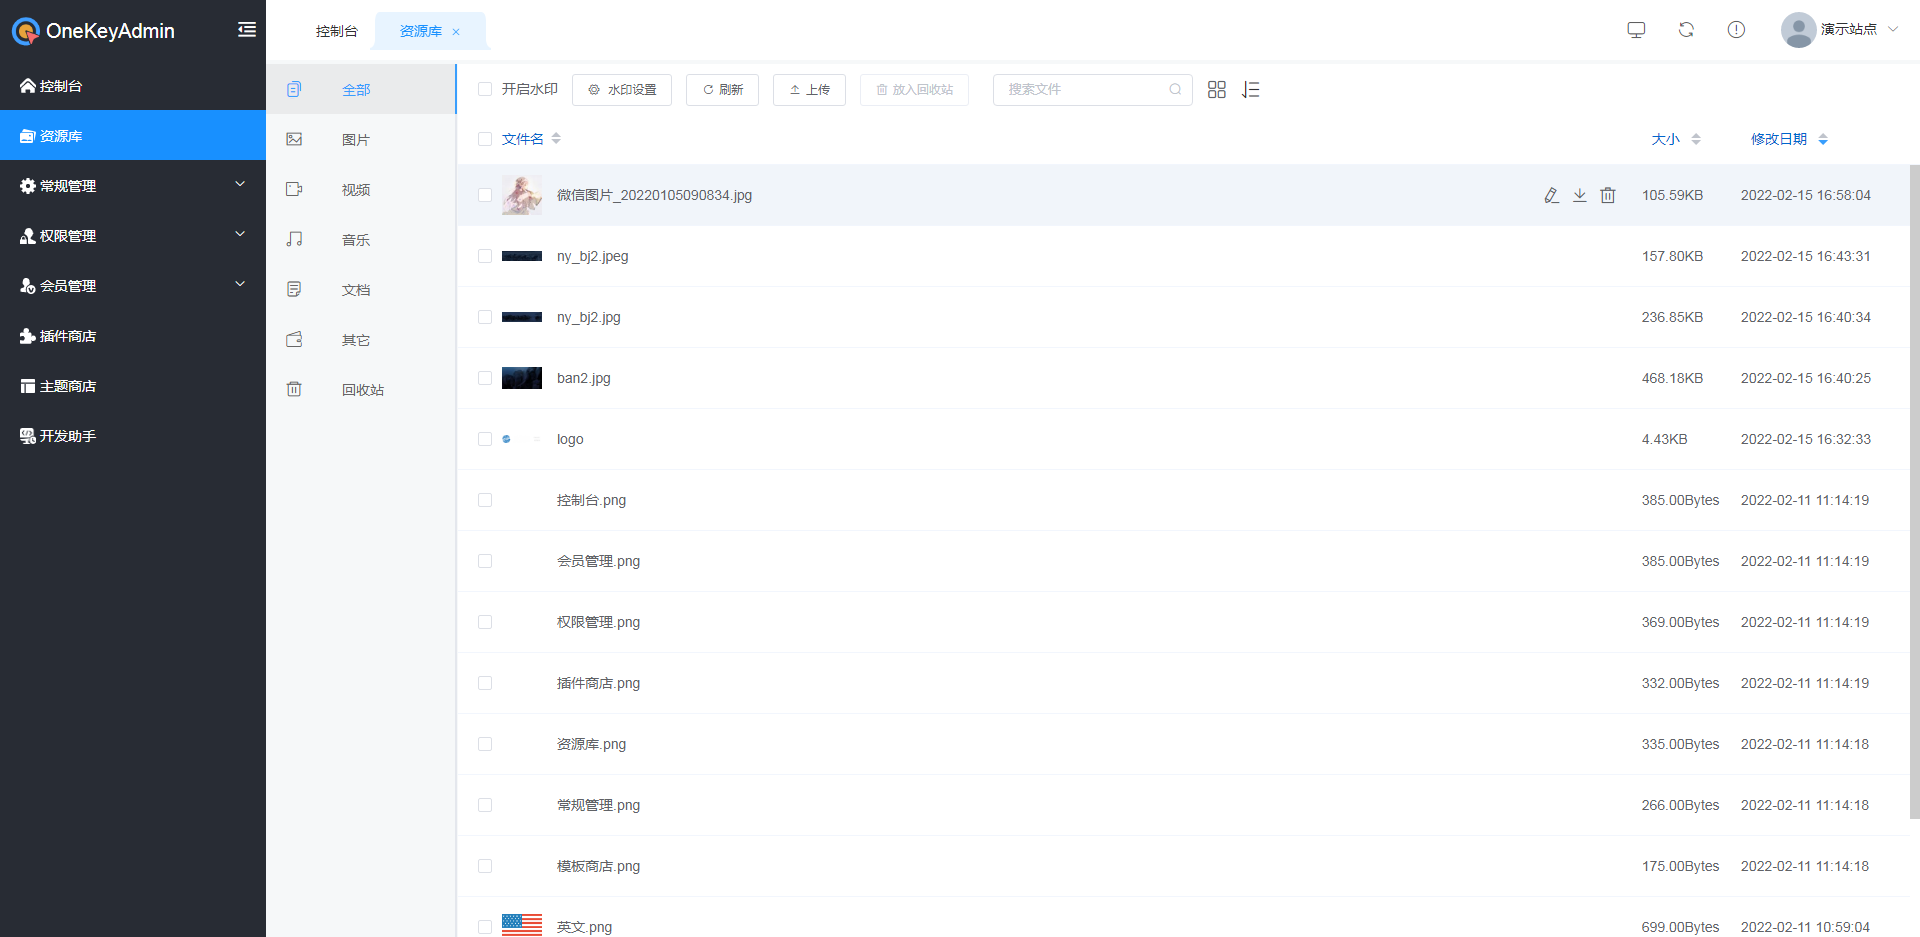 OneKeyAdmin
控制台
资源库
常规管理
权限管理
会员管理
插件商店
主题商店
开发助手
控制台
资源库
演示站点
全部
图片
视频
音乐
文档
其它
回收站
开启水印
水印设置
刷新
上传
放入回收站
搜索文件
文件名 大小 修改日期
微信图片_20220105090834.jpg 105.59KB 2022-02-15 16:58:04
ny_bj2.jpeg 157.80KB 2022-02-15 16:43:31
ny_bj2.jpg 236.85KB 2022-02-15 16:40:34
ban2.jpg 468.18KB 2022-02-15 16:40:25
logo 4.43KB 2022-02-15 16:32:33
控制台.png 385.00Bytes 2022-02-11 11:14:19
会员管理.png 385.00Bytes 2022-02-11 11:14:19
权限管理.png 369.00Bytes 2022-02-11 11:14:19
插件商店.png 332.00Bytes 2022-02-11 11:14:19
资源库.png 335.00Bytes 2022-02-11 11:14:18
常规管理.png 266.00Bytes 2022-02-11 11:14:18
模板商店.png 175.00Bytes 2022-02-11 11:14:18
英文.png 699.00Bytes 2022-02-11 10:59:04